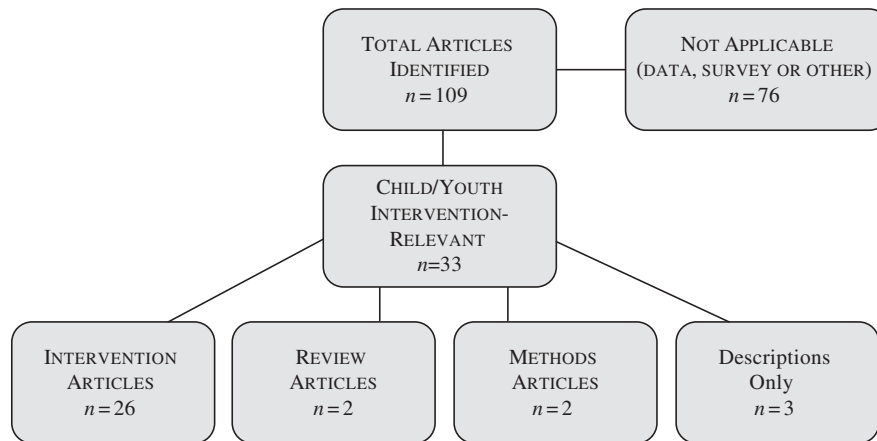 TOTAL ARTICLES
IDENTIFIED
n = 109
NOT APPLICABLE
(DATA, SURVEY OR OTHER)
n = 76
CHILD/YOUTH
INTERVENTION-
RELEVANT
n=33
INTERVENTION
ARTICLES
n = 26
REVIEW
ARTICLES
n = 2
METHODS
ARTICLES
n = 2
Descriptions
Only
n = 3